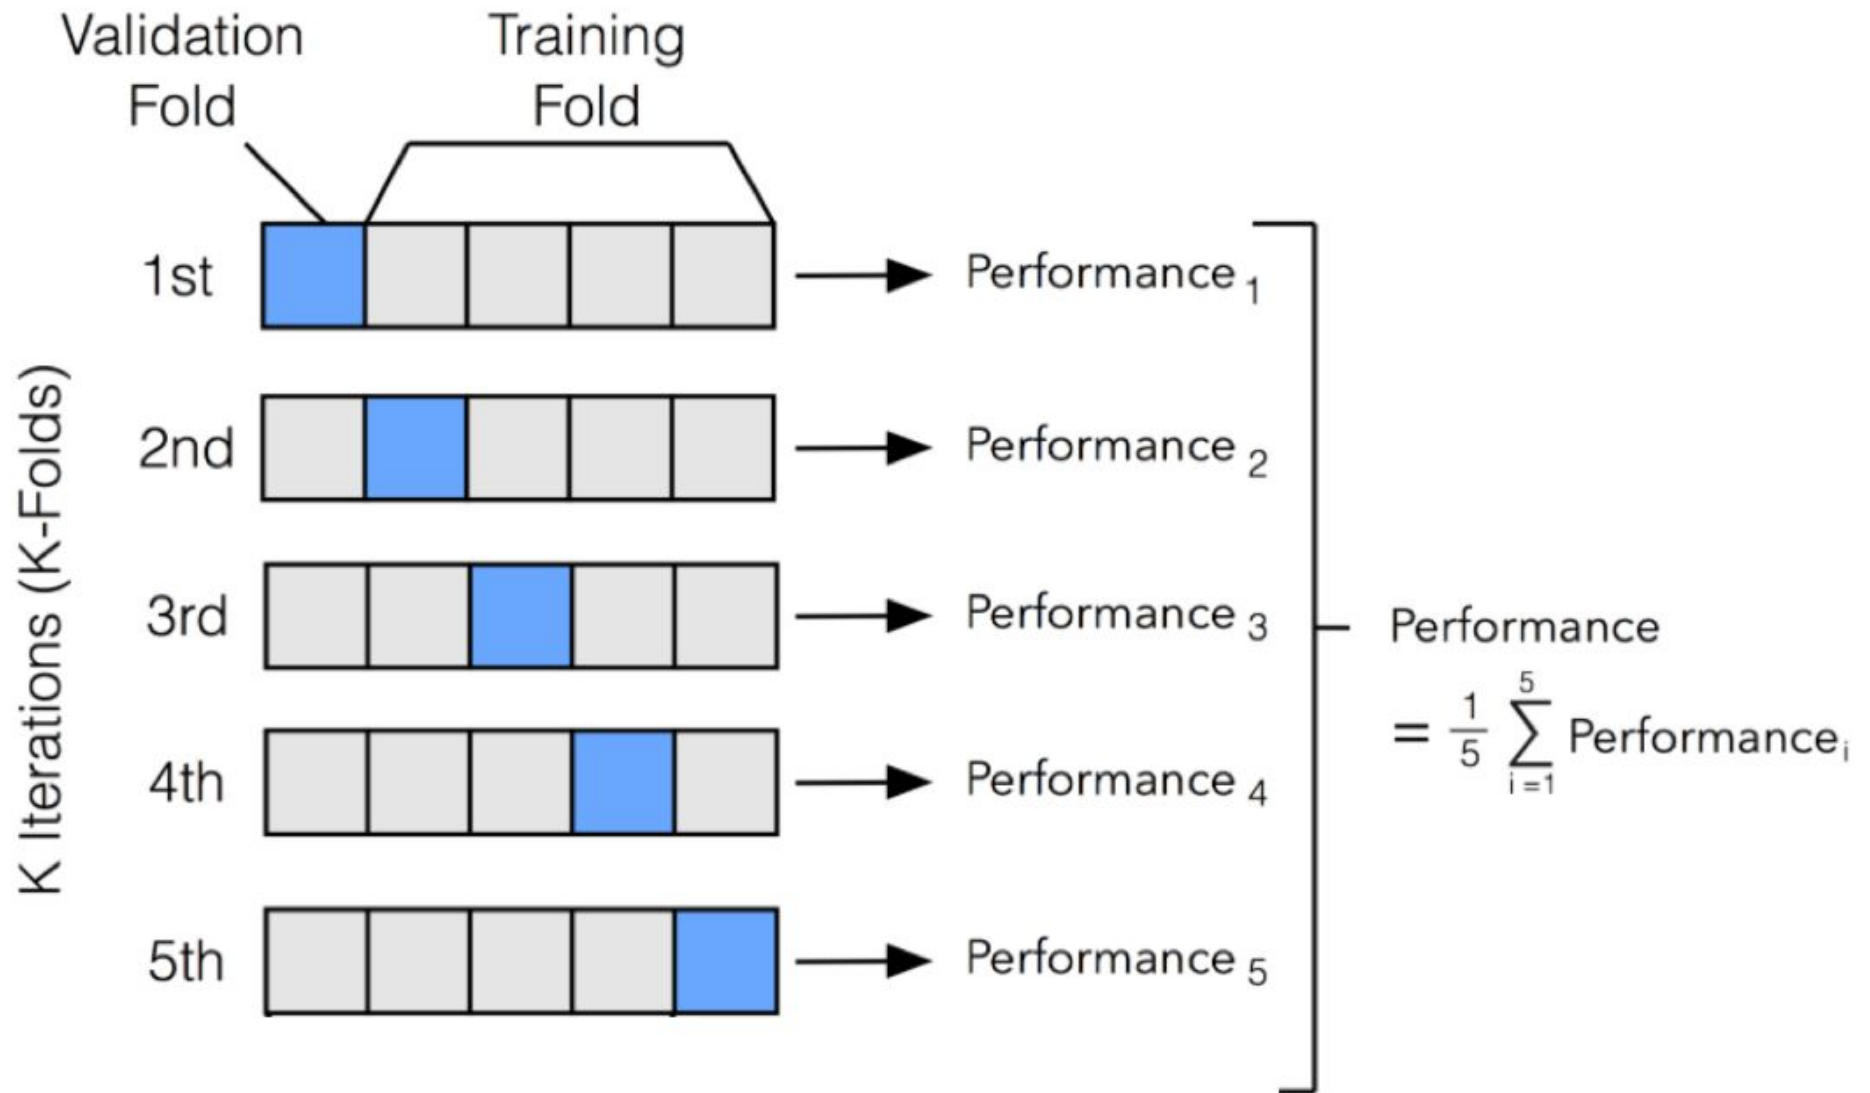 Validation
Fold
Training
Fold
K Iterations (K-Folds)
1st
Performance 1
2nd
Performance 2
3rd
Performance 3
4th
Performance 4
5th
Performance 5
Performance
= 1/5 5∑i=1 Performancei